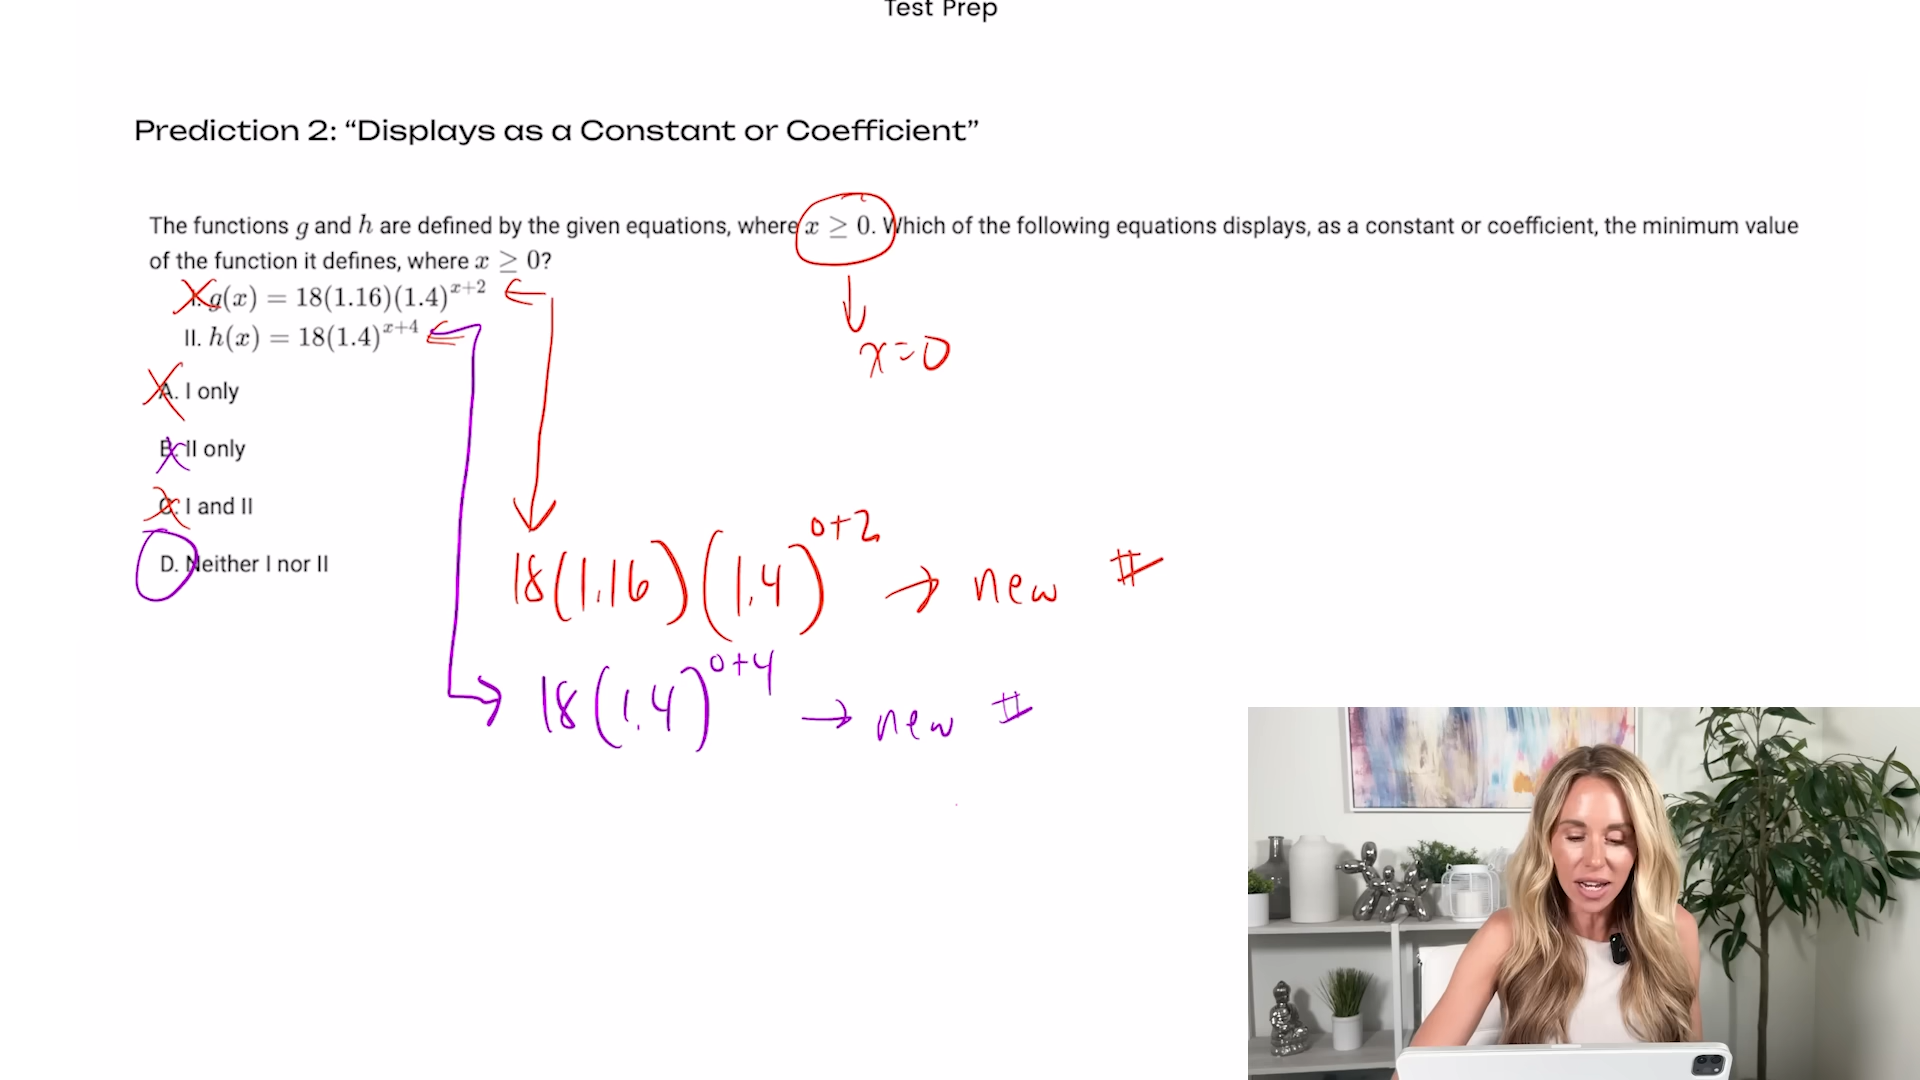 Test Prep
Prediction 2: “Displays as a Constant or Coefficient”
The functions g and h are defined by the given equations, where x ≥ 0. Which of the following equations displays, as a constant or coefficient, the minimum value
of the function it defines, where x ≥ 0?
I. g(x) = 18(1.16)(1.4)^{x+2}
II. h(x) = 18(1.4)^{x+4}
x=0
A. I only
B. II only
C. I and II
D. Neither I nor II
18(1.16)(1.4)^{0+2} → new #
18(1.4)^{0+4} → new #